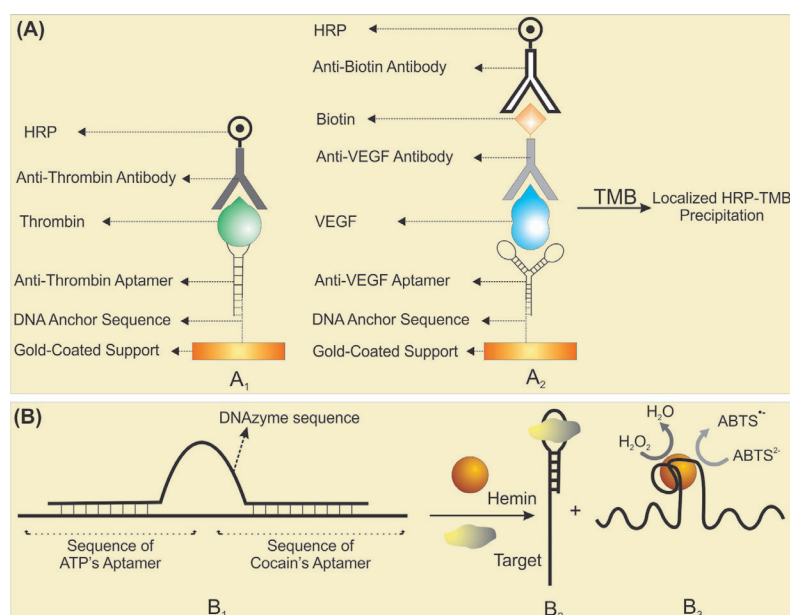 (A)
HRP
Anti-Thrombin Antibody
Thrombin
Anti-Thrombin Aptamer
DNA Anchor Sequence
Gold-Coated Support
A₁
HRP
Anti-Biotin Antibody
Biotin
Anti-VEGF Antibody
VEGF
Anti-VEGF Aptamer
DNA Anchor Sequence
Gold-Coated Support
A₂
TMB
Localized HRP-TMB
Precipitation
(B)
DNAzyme sequence
Sequence of
ATP's Aptamer
Sequence of
Cocain's Aptamer
B₁
Hemin
Target
B₂
+
H₂O
H₂O₂
ABTS•-
ABTS²⁻
B₃